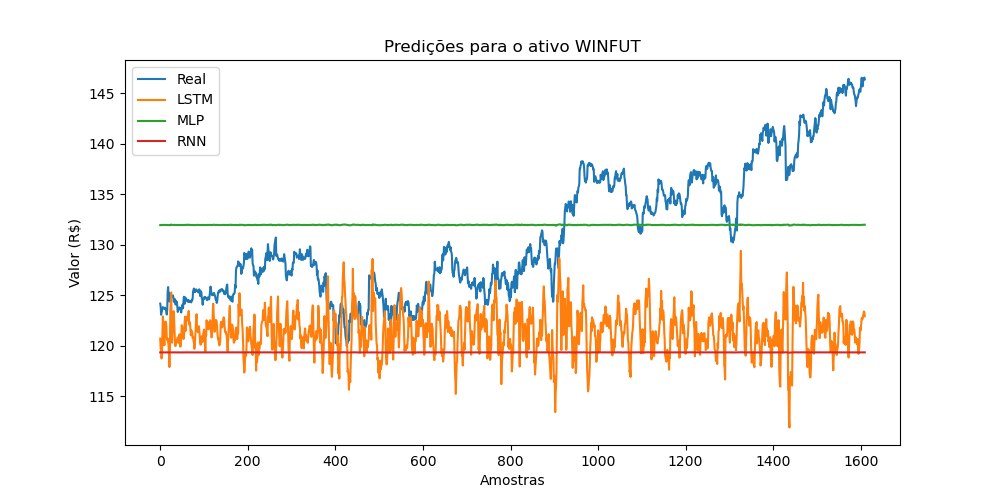 Predições para o ativo WINFUT
Real
LSTM
MLP
RNN
Valor (R$)
145
140
135
130
125
120
115
0 200 400 600 800 1000 1200 1400 1600
Amostras